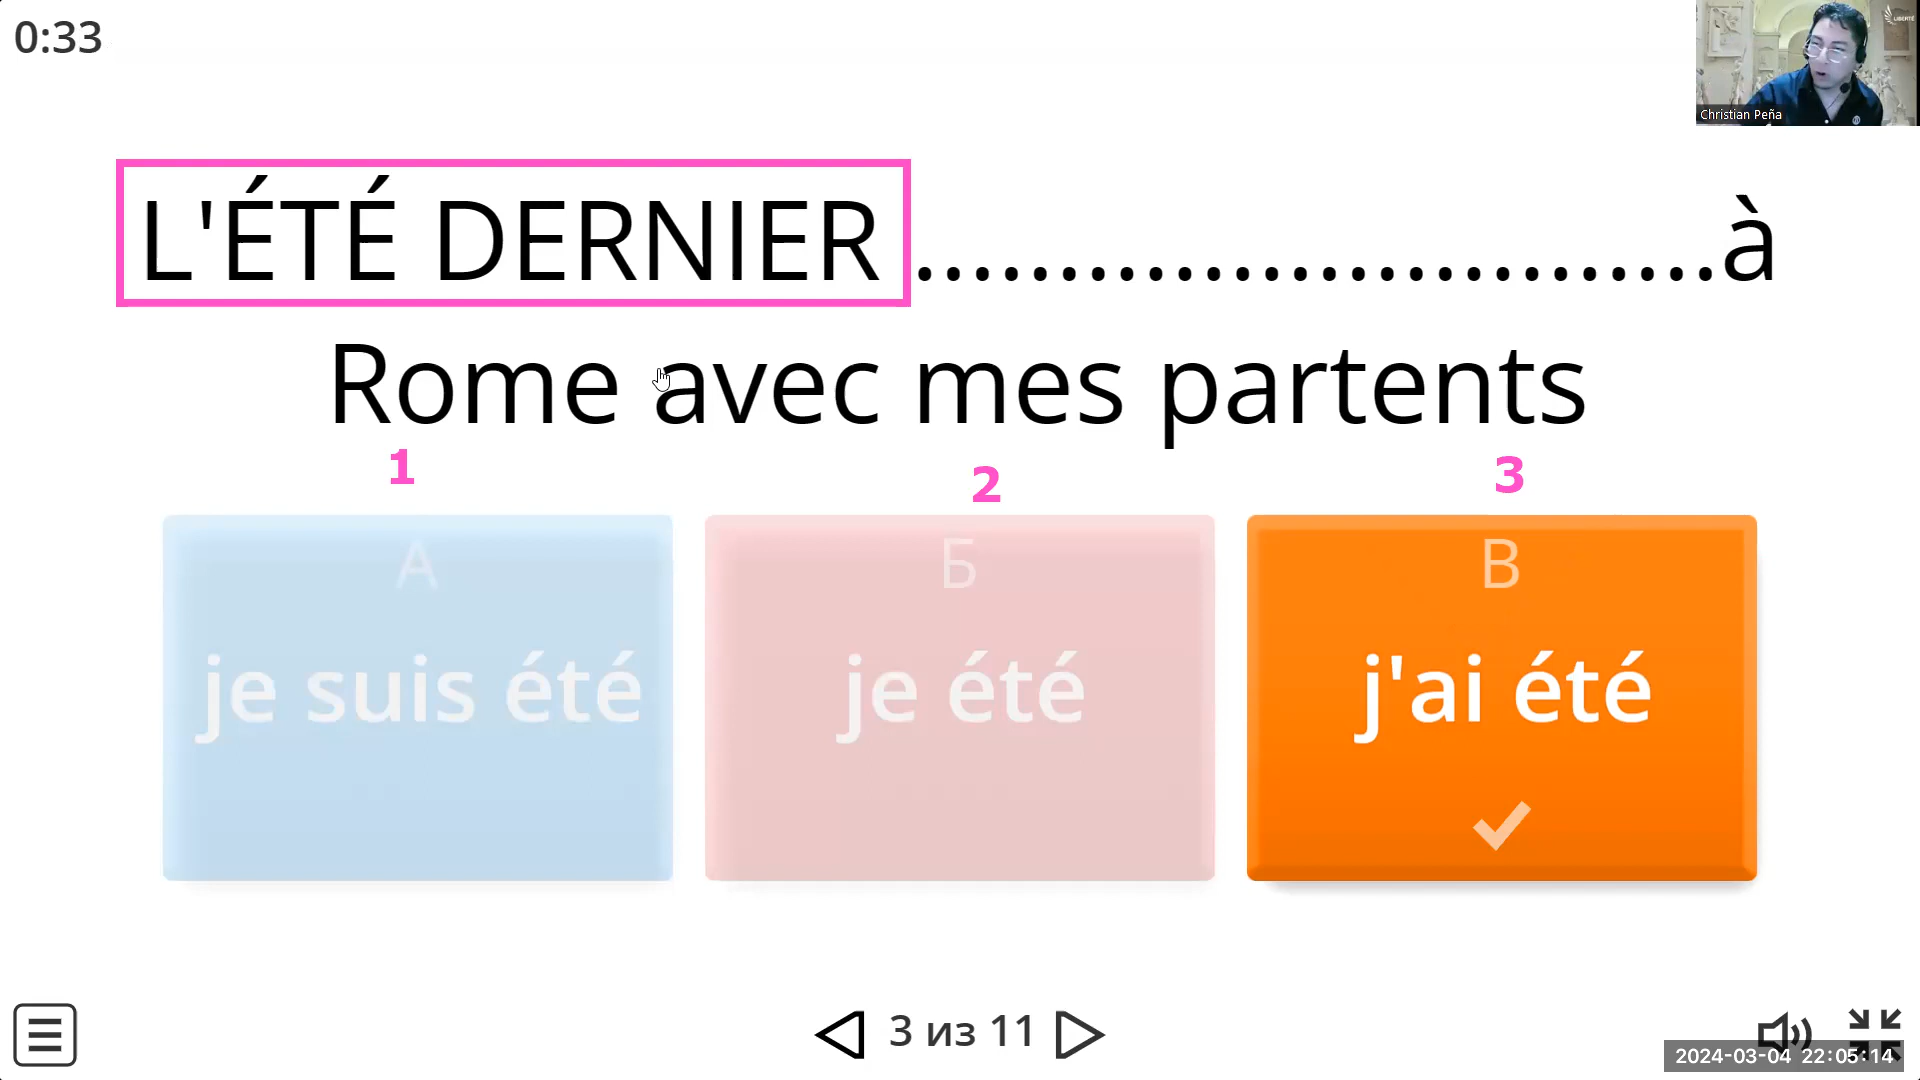 0:33
LIBERTÉ
Christian Peña
L'ÉTÉ DERNIER ............................à
Rome avec mes partents
1
2
3
А
Б
В
je suis été
je été
j'ai été
3 из 11
2024-03-04 22:05:14